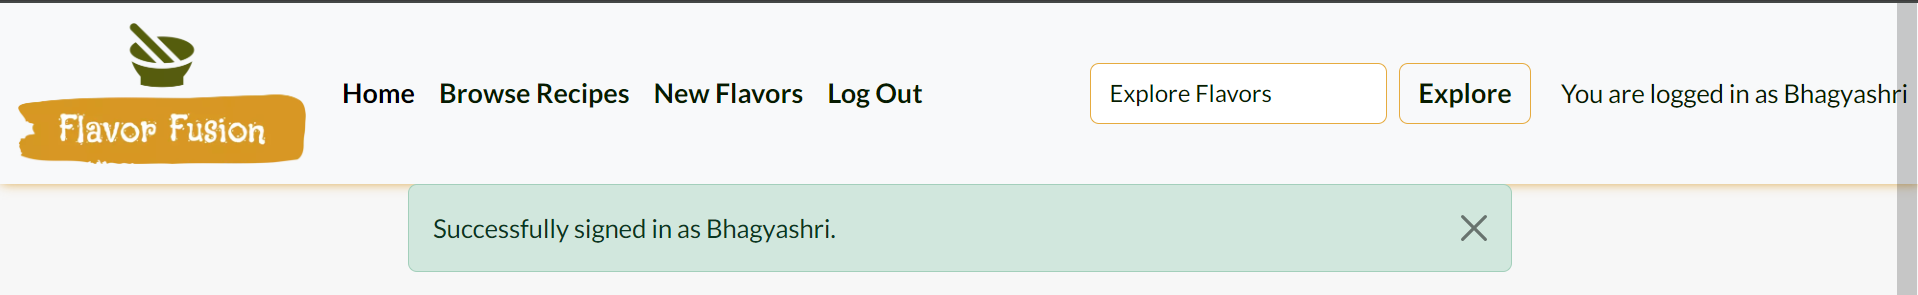 Flavor Fusion
Home Browse Recipes New Flavors Log Out Explore Flavors Explore You are logged in as Bhagyashri
Successfully signed in as Bhagyashri.